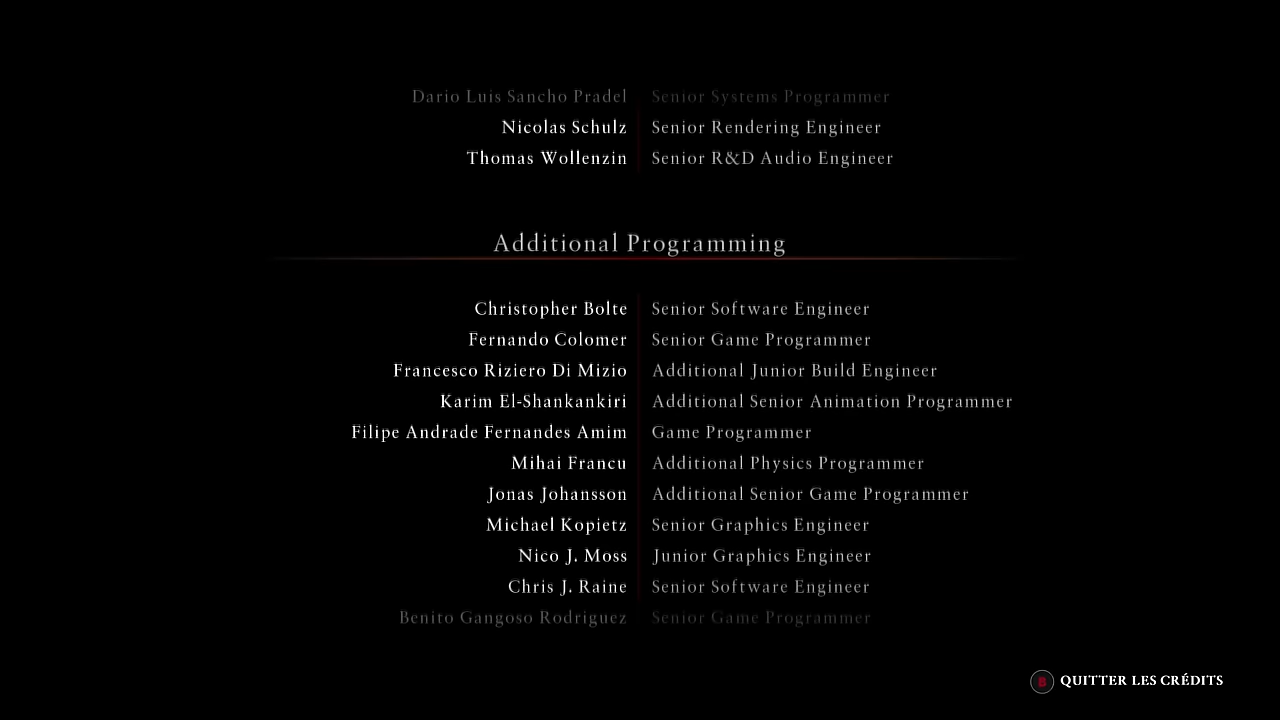 Dario Luis Sancho Pradel Senior Systems Programmer
Nicolas Schulz Senior Rendering Engineer
Thomas Wollenzin Senior R&D Audio Engineer
Additional Programming
Christopher Bolte Senior Software Engineer
Fernando Colomer Senior Game Programmer
Francesco Riziero Di Mizio Additional Junior Build Engineer
Karim El-Shankankiri Additional Senior Animation Programmer
Filipe Andrade Fernandes Amim Game Programmer
Mihai Francu Additional Physics Programmer
Jonas Johansson Additional Senior Game Programmer
Michael Kopietz Senior Graphics Engineer
Nico J. Moss Junior Graphics Engineer
Chris J. Raine Senior Software Engineer
Benito Gangoso Rodriguez Senior Game Programmer
B QUITTER LES CRÉDITS